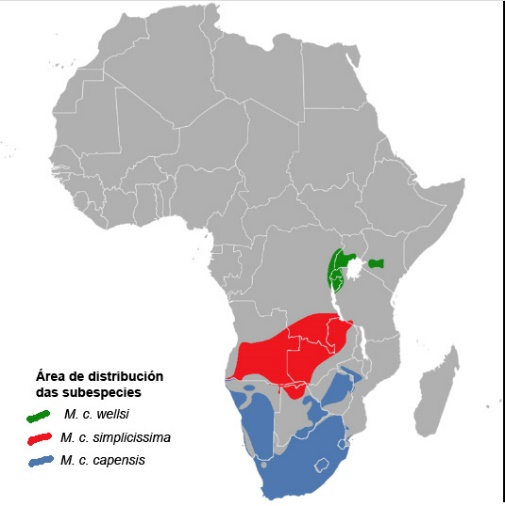 Área de distribución
das subespecies
M. c. wellsi
M. c. simplicissima
M. c. capensis